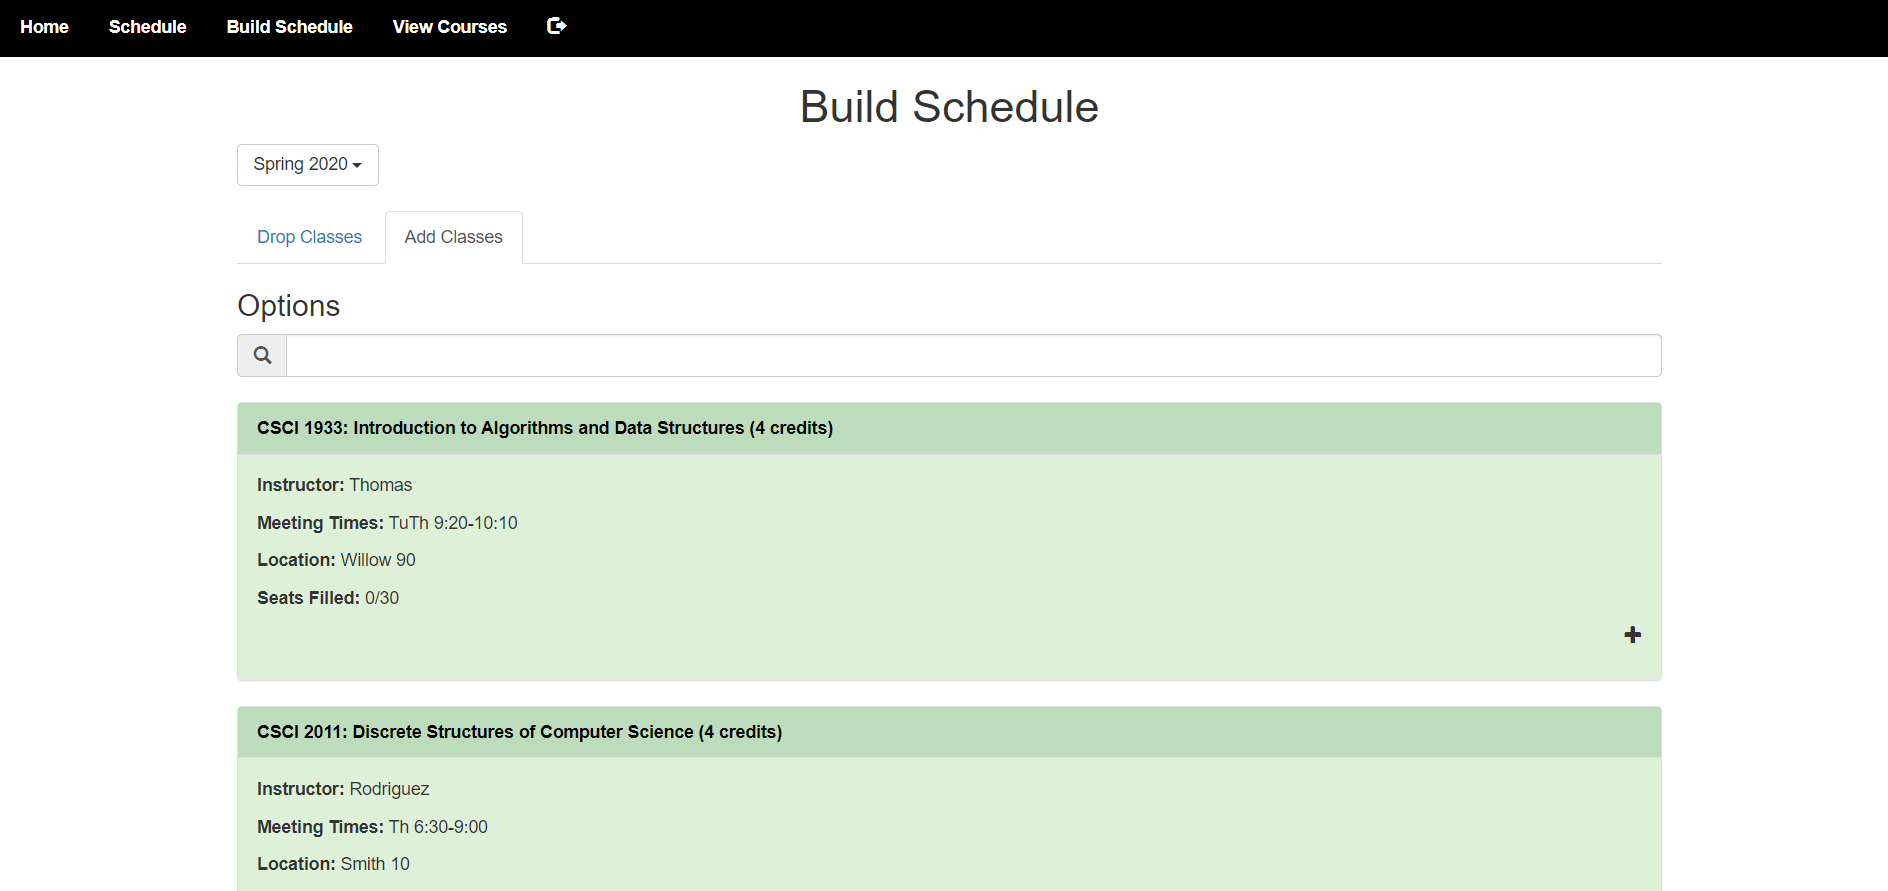 Home Schedule Build Schedule View Courses
Build Schedule
Spring 2020
Drop Classes Add Classes
Options
CSCI 1933: Introduction to Algorithms and Data Structures (4 credits)
Instructor: Thomas
Meeting Times: TuTh 9:20-10:10
Location: Willow 90
Seats Filled: 0/30
CSCI 2011: Discrete Structures of Computer Science (4 credits)
Instructor: Rodriguez
Meeting Times: Th 6:30-9:00
Location: Smith 10